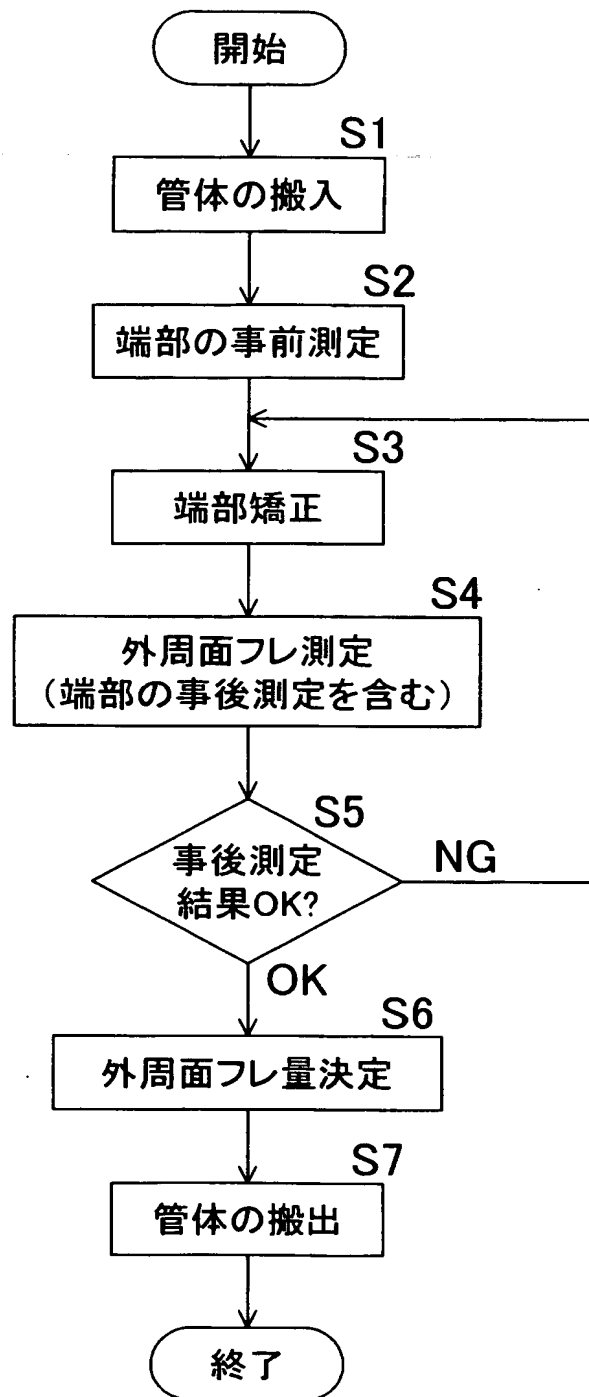 開始
S1
管体の搬入
S2
端部の事前測定
S3
端部矯正
S4
外周面フレ測定
（端部の事後測定を含む）
S5
事後測定
結果OK?
NG
OK
S6
外周面フレ量決定
S7
管体の搬出
終了